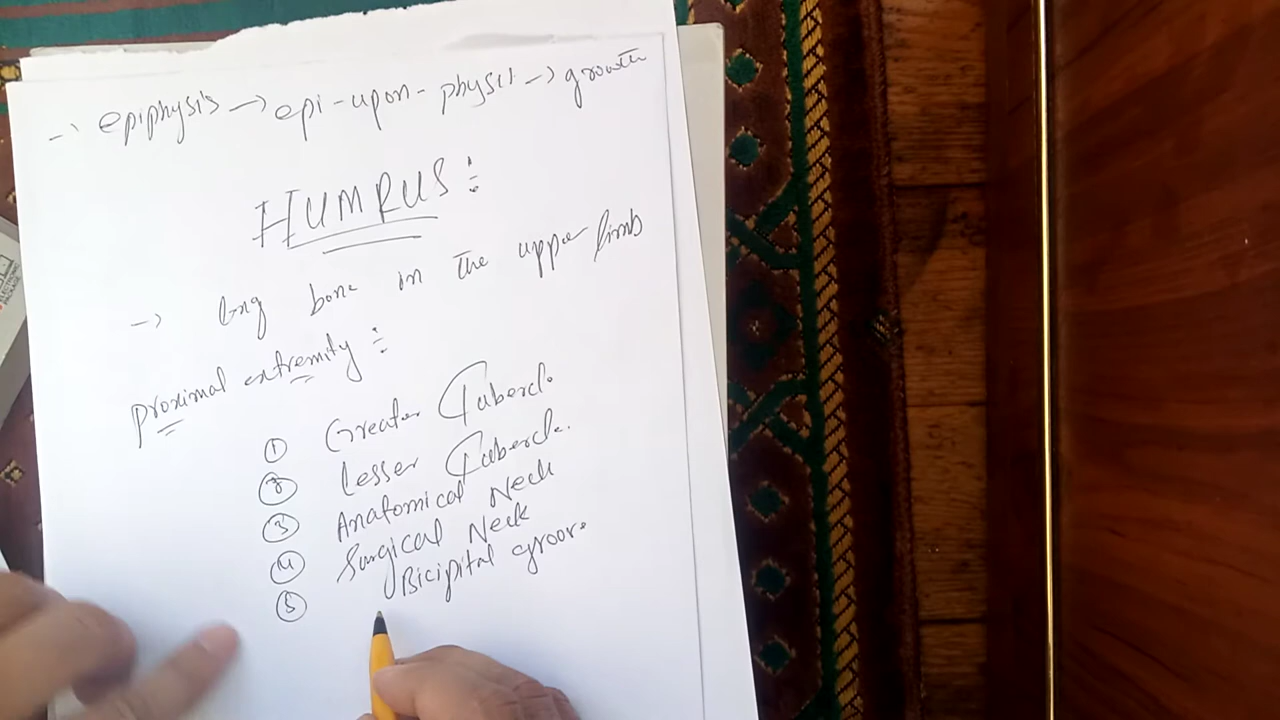 -> epiphysis -> epi-upon-physis -> growth
HUMRUS:
-> long bone in the upper limb
proximal extremity:
① Greater Tubercle
② Lesser Tubercle.
③ Anatomical Neck
④ Surgical Neck
⑤ Bicipital groove